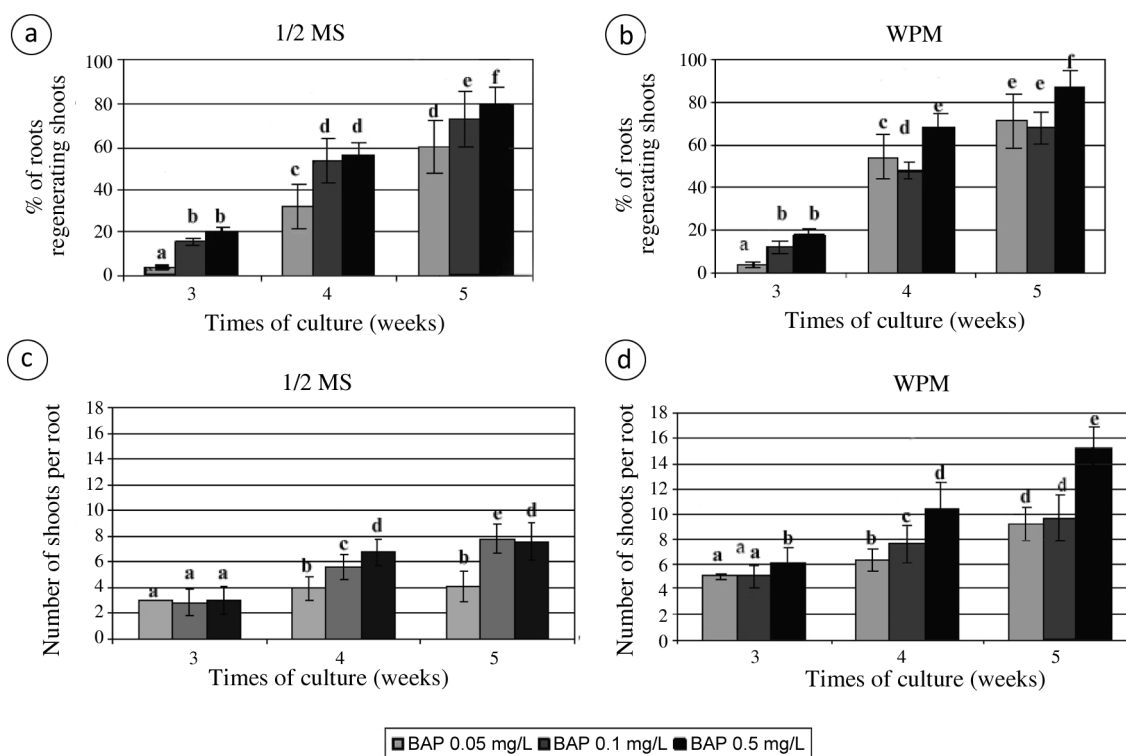 a
1/2 MS
% of roots
regenerating shoots
100
80
60
40
20
0
a
b
b
c
d
d
d
e
f
3
4
5
Times of culture (weeks)
b
WPM
% of roots
regenerating shoots
100
80
60
40
20
0
a
b
b
c
d
e
e
e
f
3
4
5
Times of culture (weeks)
c
1/2 MS
Number of shoots per root
18
16
14
12
10
8
6
4
2
0
a
a
a
b
c
d
b
e
d
3
4
5
Times of culture (weeks)
d
WPM
Number of shoots per root
18
16
14
12
10
8
6
4
2
0
a
a
a
b
b
c
d
d
d
e
3
4
5
Times of culture (weeks)
BAP 0.05 mg/L BAP 0.1 mg/L BAP 0.5 mg/L